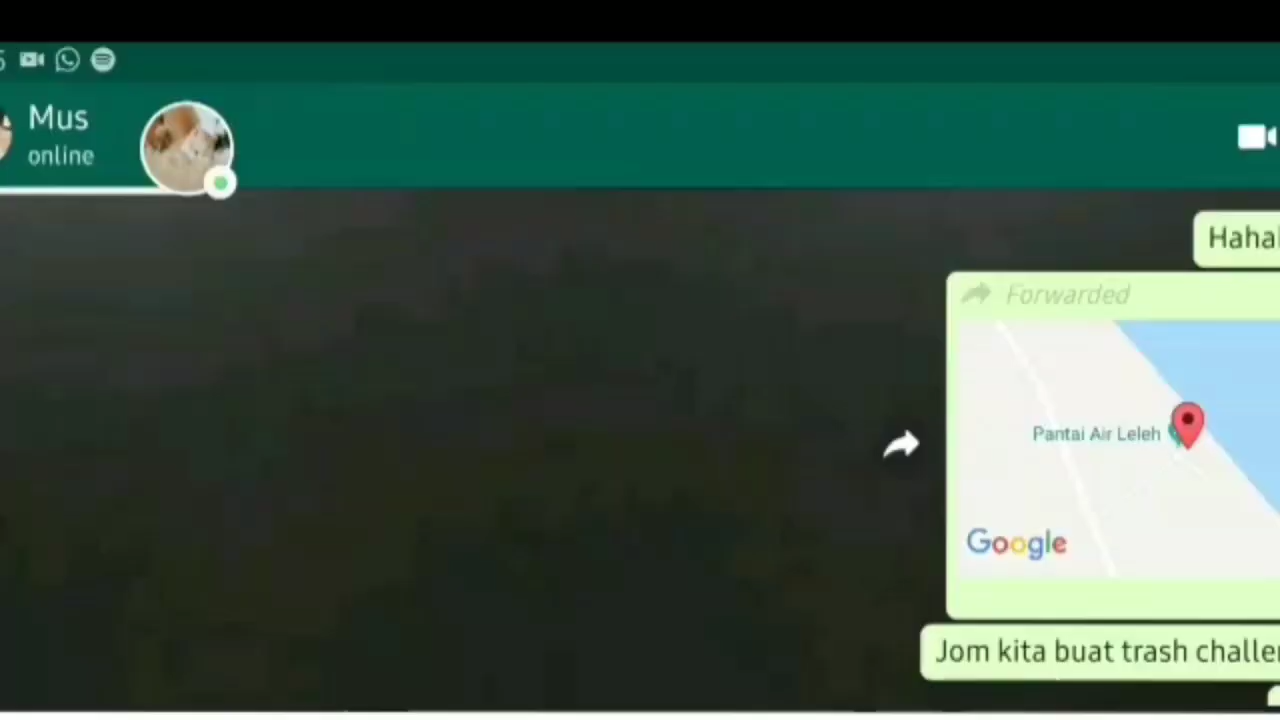 Mus
online
Forwarded
Pantai Air Leleh
Google
Jom kita buat trash